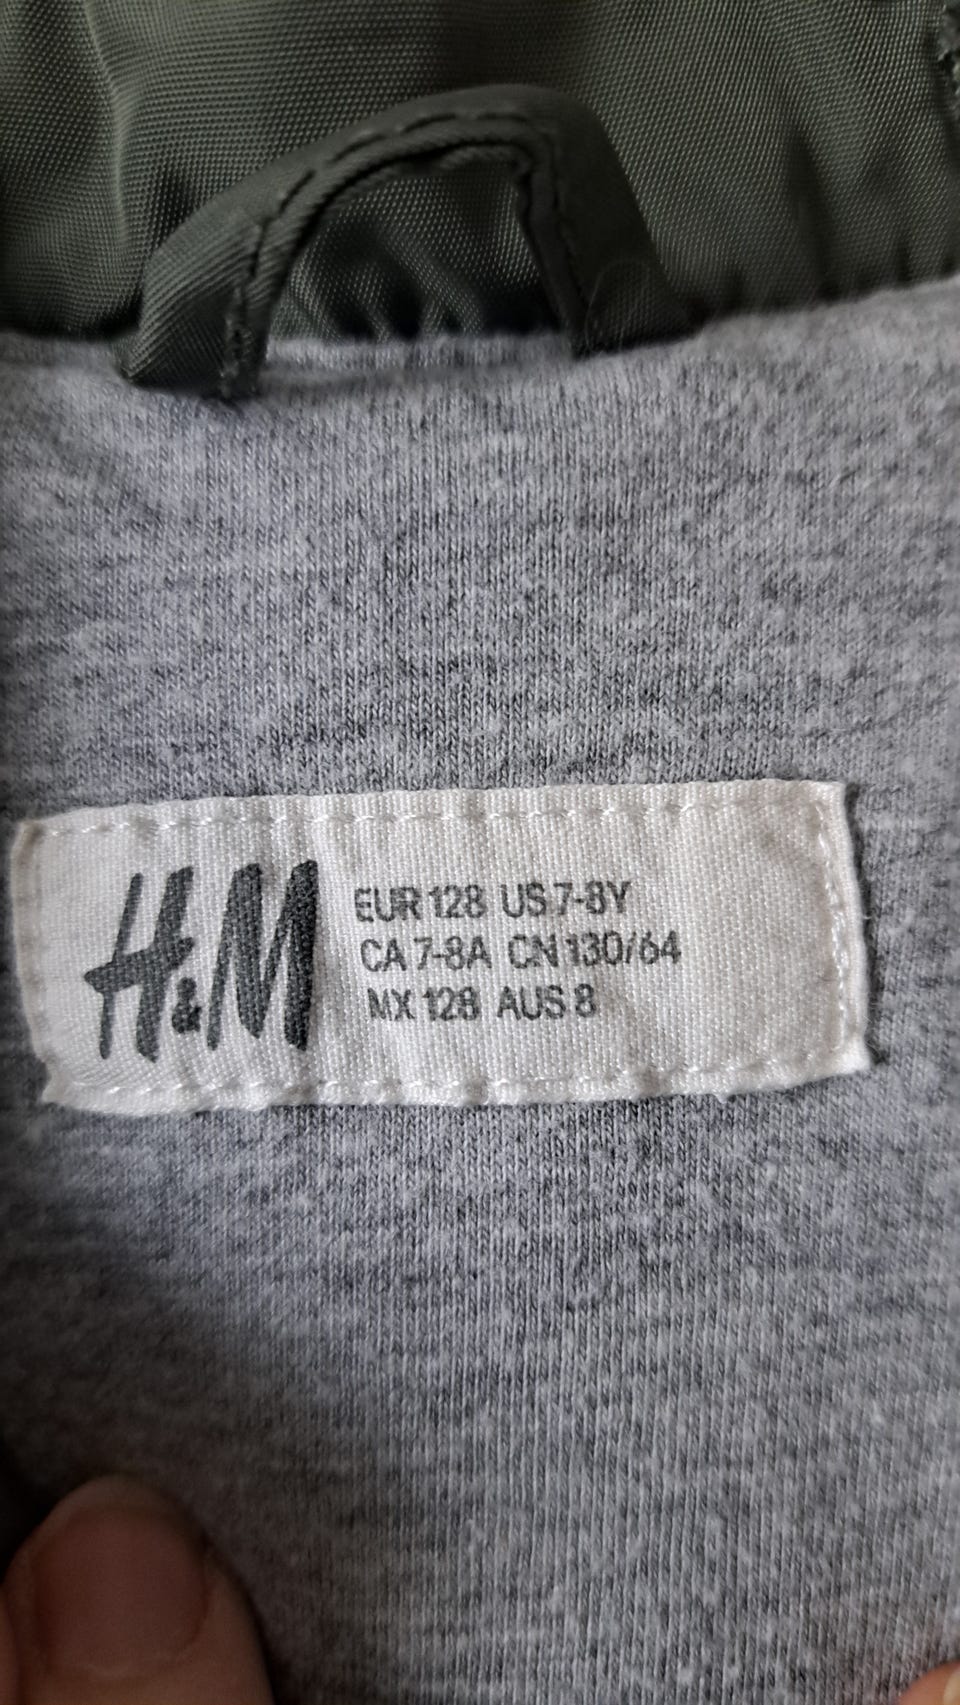 H&M
EUR 128 US 7-8Y
CA 7-8A CN 130/64
MX 128 AUS 8